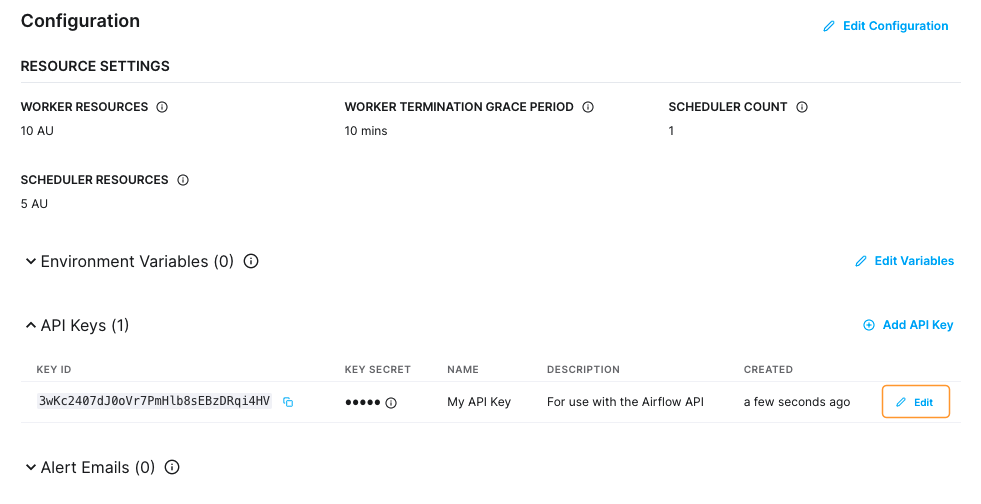 Configuration
Edit Configuration
RESOURCE SETTINGS
WORKER RESOURCES
WORKER TERMINATION GRACE PERIOD
SCHEDULER COUNT
10 AU
10 mins
1
SCHEDULER RESOURCES
5 AU
Environment Variables (0)
Edit Variables
API Keys (1)
Add API Key
KEY ID
KEY SECRET
NAME
DESCRIPTION
CREATED
3wKc2407dJ0oVr7PmHlb8sEBzDRqi4HV
●●●●●
My API Key
For use with the Airflow API
a few seconds ago
Edit
Alert Emails (0)